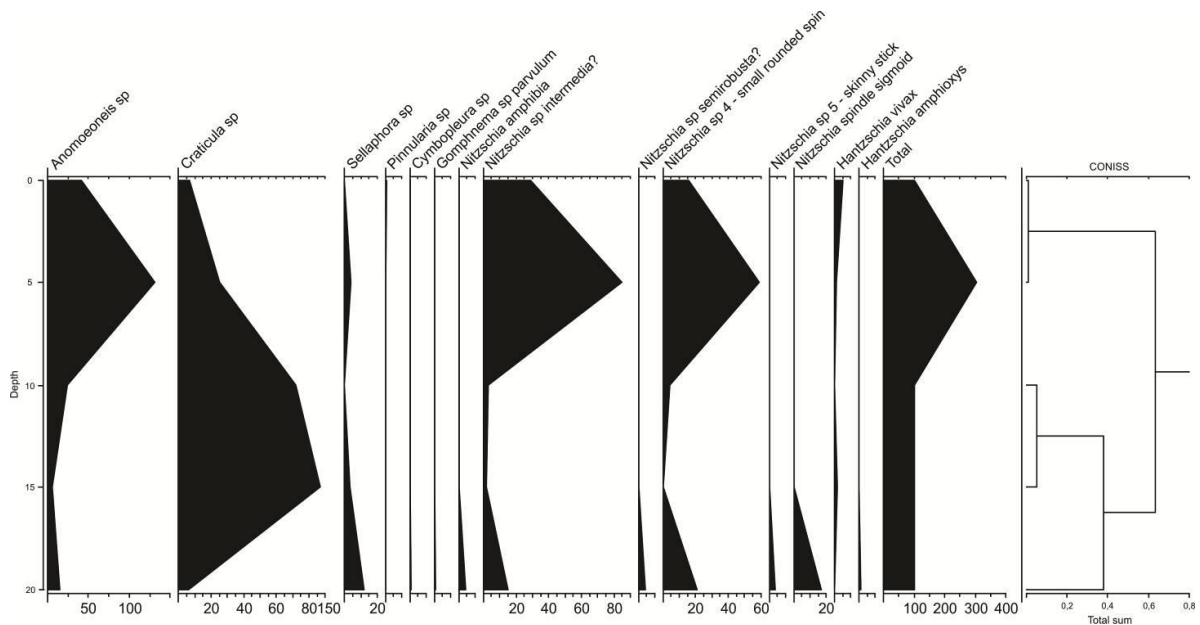 Anomoeoneis sp
Craticula sp
Sellaphora sp
Pinnularia sp
Cymbopleura sp
Gomphnema sp parvulum
Nitzschia amphibia
Nitzschia sp intermedia?
Nitzschia sp semirobusta?
Nitzschia sp 4 - small rounded spin
Nitzschia sp 5 - skinny stick
Nitzschia spindle sigmoid
Hantzschia vivax
Hantzschia amphioxys
Total
CONISS
0
5
10
15
20
Depth
50 100 20 40 60 80 150 20 20 40 60 80 20 40 60 20 100 200 300 400
0,2 0,4 0,6 0,8
Total sum